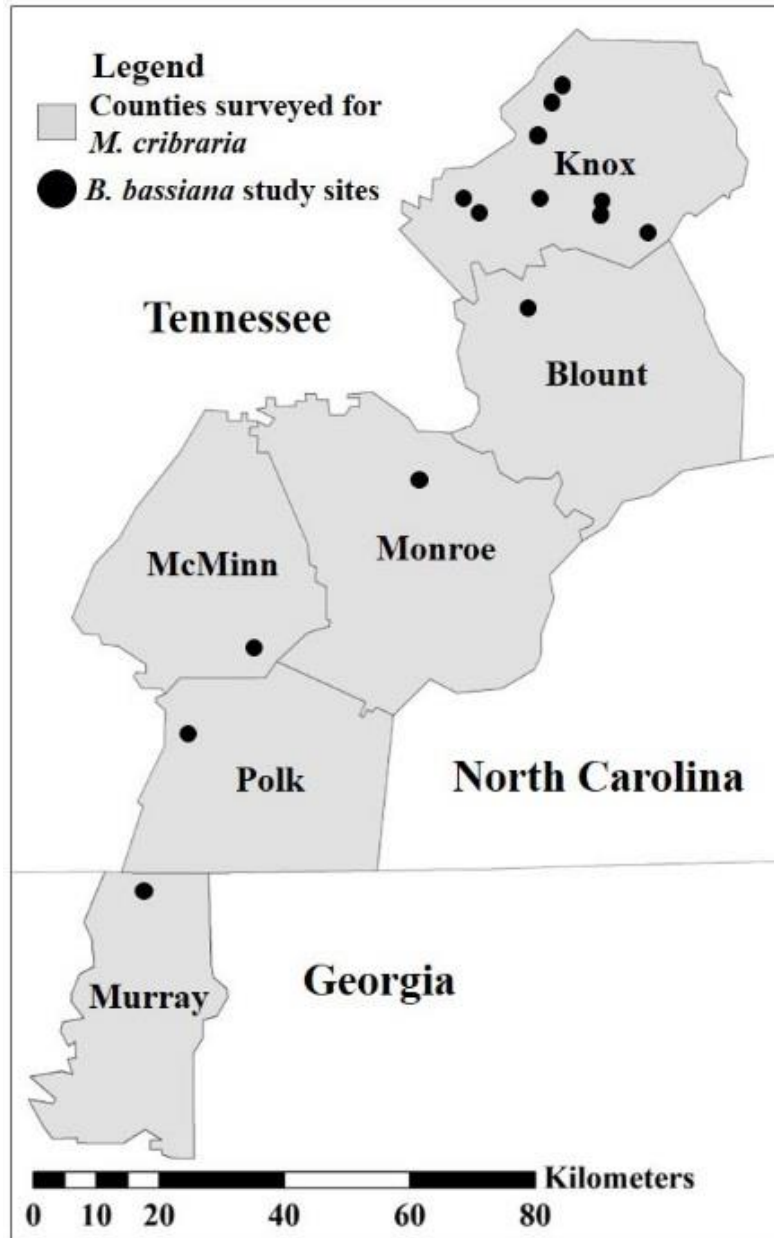 Legend
Counties surveyed for
M. cribraria
B. bassiana study sites
Knox
Tennessee
Blount
McMinn
Monroe
Polk
North Carolina
Murray
Georgia
Kilometers
0 10 20 40 60 80